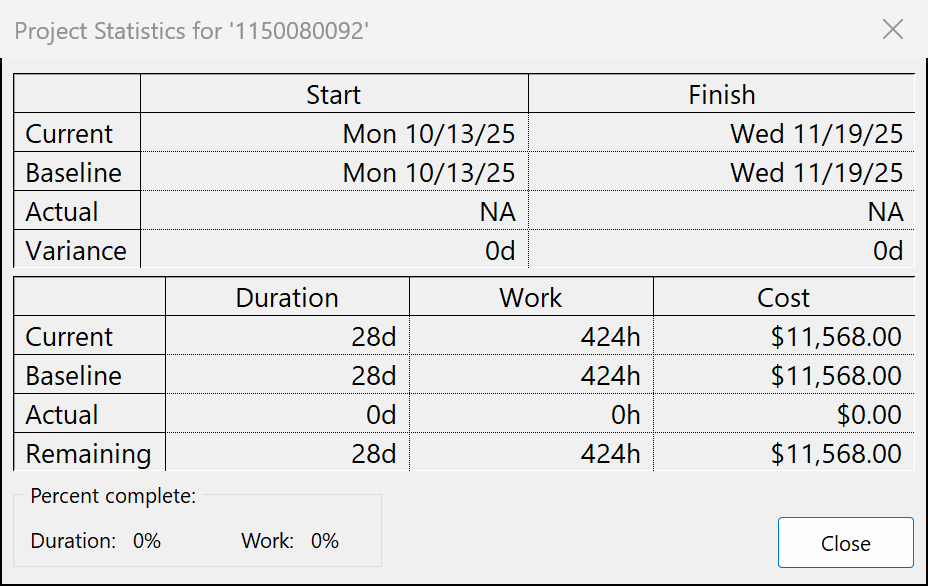 Project Statistics for '1150080092'
Start Finish
Current Mon 10/13/25 Wed 11/19/25
Baseline Mon 10/13/25 Wed 11/19/25
Actual NA NA
Variance 0d 0d
Duration Work Cost
Current 28d 424h $11,568.00
Baseline 28d 424h $11,568.00
Actual 0d 0h $0.00
Remaining 28d 424h $11,568.00
Percent complete:
Duration: 0% Work: 0%
Close